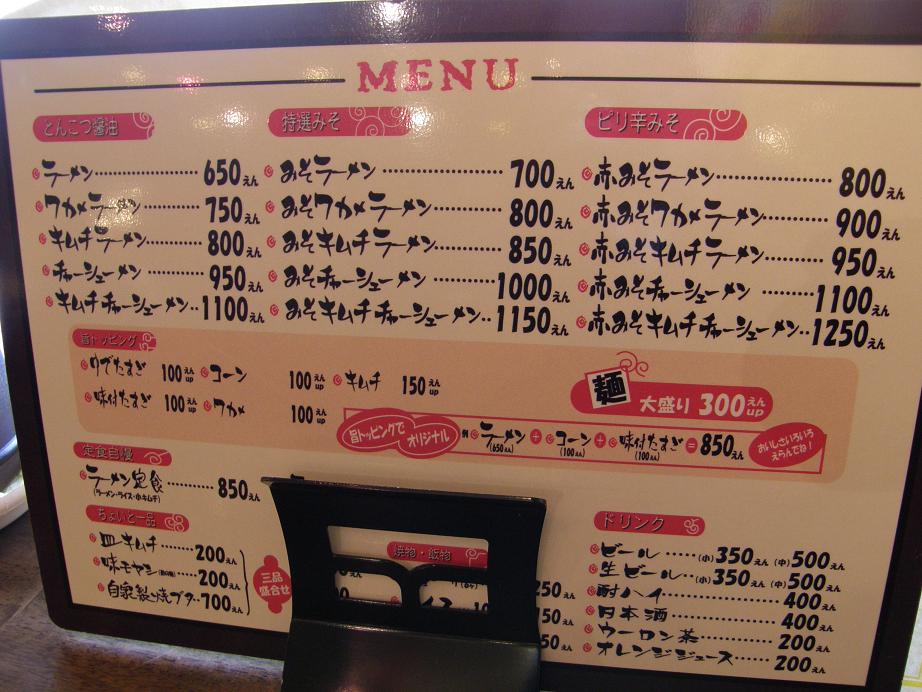 MENU
とんこつ醤油
ラーメン 650えん
ワカメラーメン 750えん
キムチラーメン 800えん
チャーシューメン 950えん
キムチチャーシューメン 1100えん
特選みそ
みそラーメン 700えん
みそワカメラーメン 800えん
みそキムチラーメン 850えん
みそチャーシューメン 1000えん
みそキムチチャーシューメン 1150えん
ピリ辛みそ
赤みそラーメン 800えん
赤みそワカメラーメン 900えん
赤みそキムチラーメン 950えん
赤みそチャーシューメン 1100えん
赤みそキムチチャーシューメン 1250えん
旨トッピング
ゆでたまご 100えんup コーン 100えんup キムチ 150えんup
味付たまご 100えんup ワカメ 100えんup
麺 大盛り 300えんup
旨トッピングで オリジナル
例 ラーメン + コーン + 味付たまご = 850えん
(650えん) (100えん) (100えん)
おいしさいろいろ
えらんでね!
定食自慢
ラーメン定食 850えん
(ラーメン・ライス・小キムチ)
ちょいと一品
皿キムチ 200えん
味モヤシ 200えん
自家製焼ブタ 700えん
三品
盛合せ
焼物・飯物
ドリンク
ビール (小)350えん (中)500えん
生ビール (小)350えん (中)500えん
酎ハイ 400えん
日本酒 400えん
ウーロン茶 200えん
オレンジジュース 200えん